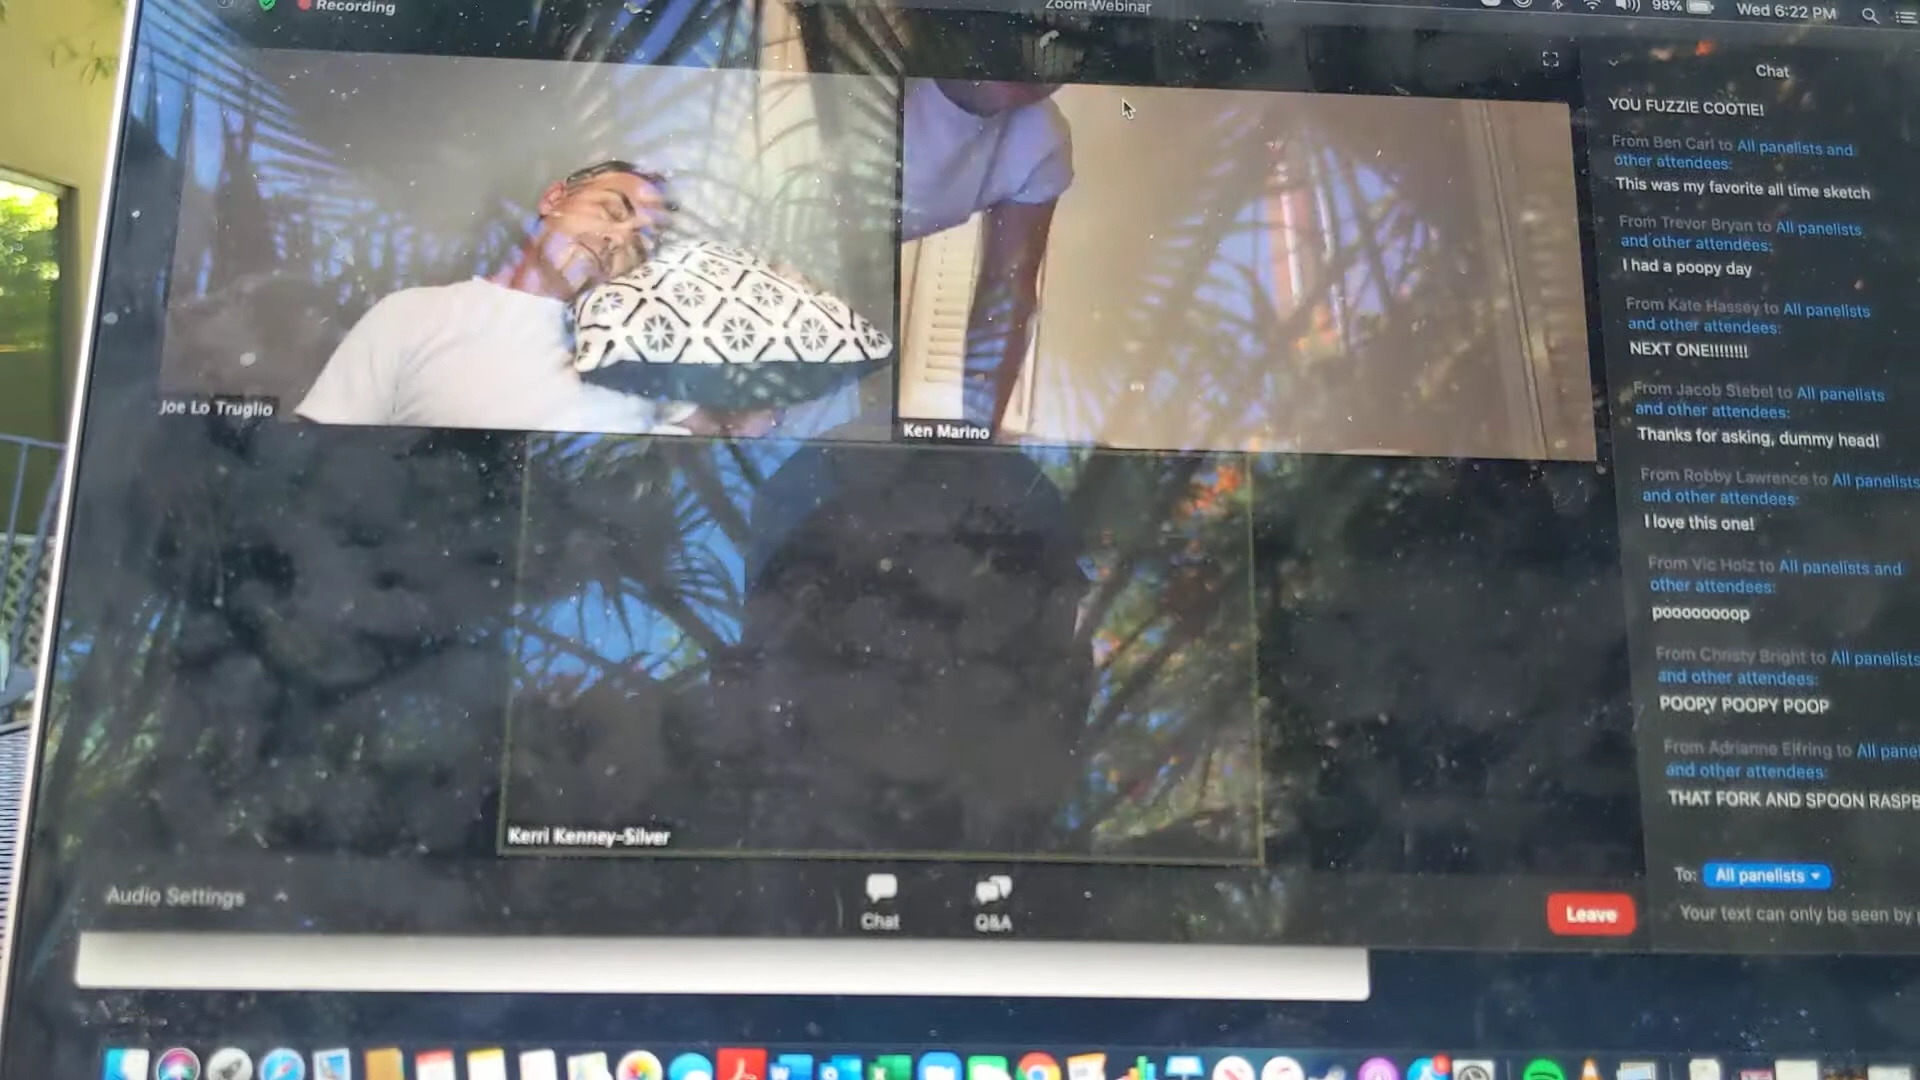 Recording
Zoom Webinar
98%
Wed 6:22 PM
Chat
YOU FUZZIE COOTIE!
From Ben Carl to All panelists and
other attendees:
This was my favorite all time sketch
From Trevor Bryan to All panelists
and other attendees:
I had a poopy day
From Kate Hassey to All panelists
and other attendees:
NEXT ONE!!!!!!!!
From Jacob Stebel to All panelists
and other attendees:
Thanks for asking, dummy head!
From Robby Lawrence to All panelists
and other attendees:
I love this one!
From Vic Holz to All panelists and
other attendees:
poooooooop
From Christy Bright to All panelists
and other attendees:
POOPY POOPY POOP
From Adrianne Elfring to All panel
and other attendees:
THAT FORK AND SPOON RASPB
To: All panelists
Your text can only be seen by
Joe Lo Truglio
Ken Marino
Kerri Kenney-Silver
Audio Settings
Chat
Q&A
Leave